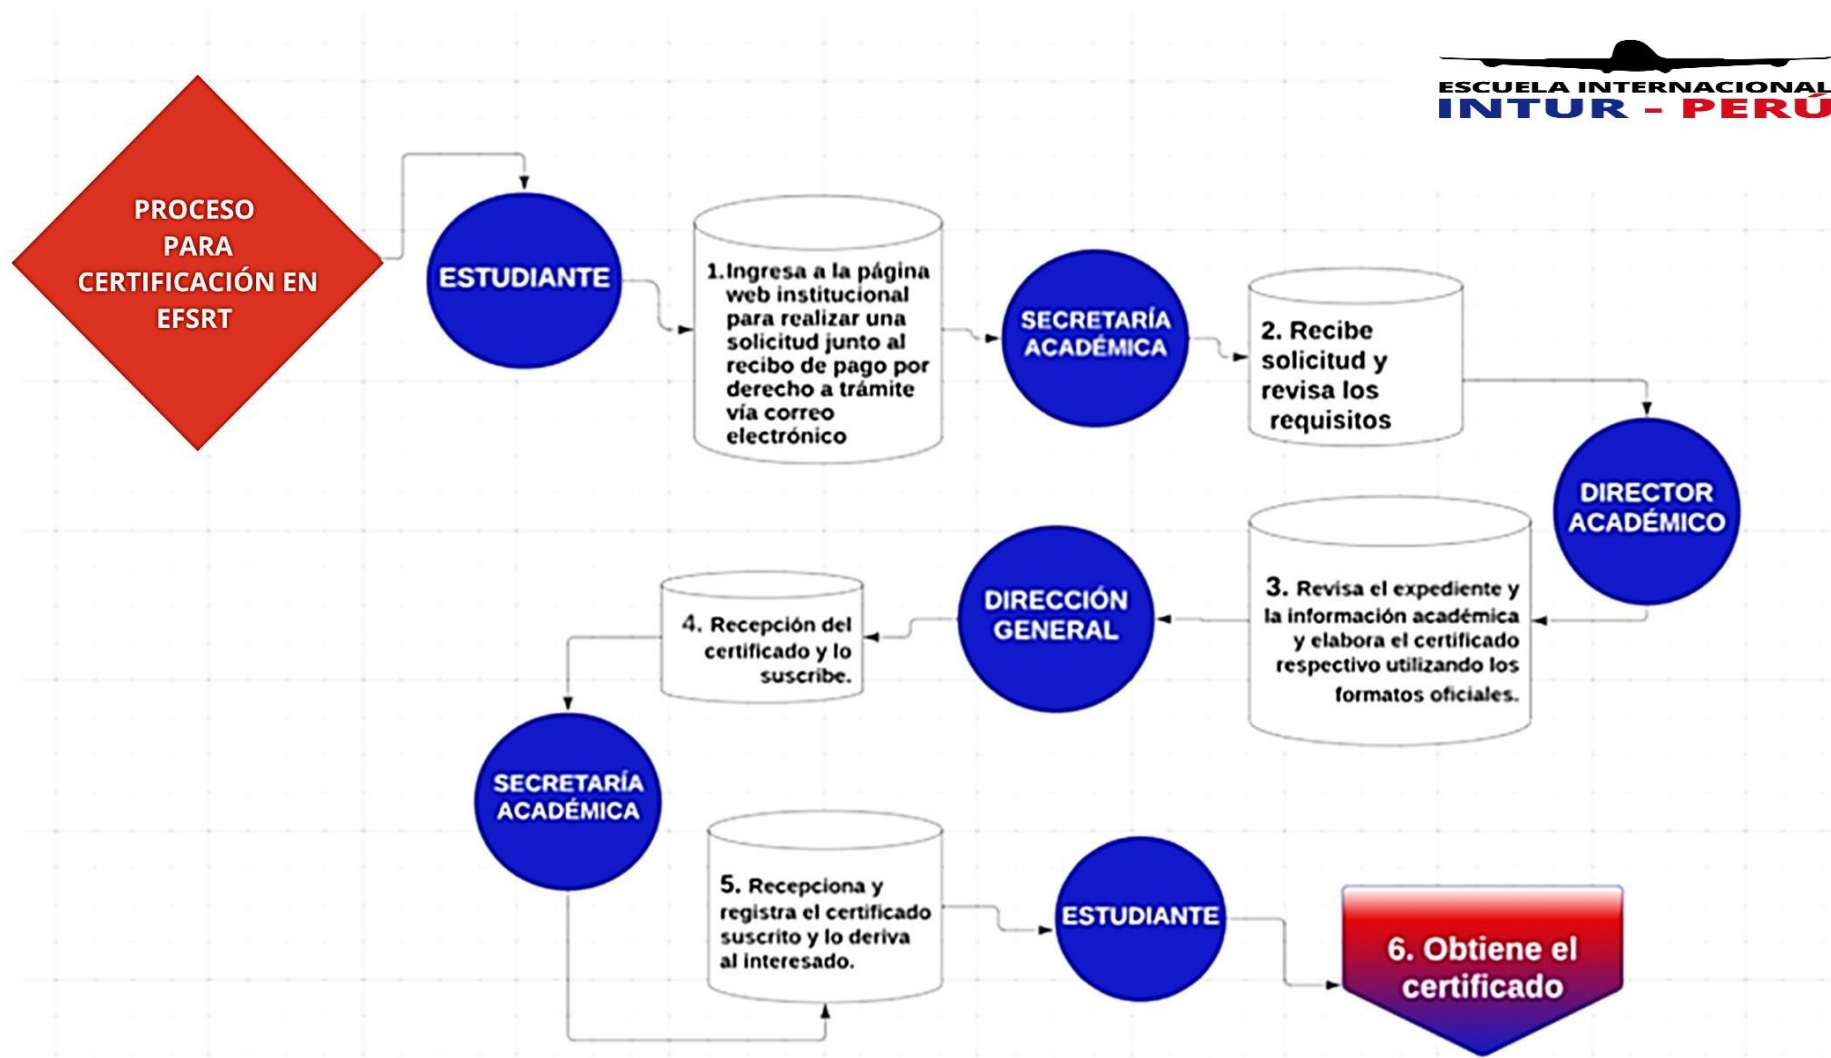 ESCUELA INTERNACIONAL
INTUR - PERÚ
PROCESO
PARA
CERTIFICACIÓN EN
EFSRT
ESTUDIANTE
1.Ingresa a la página
web institucional
para realizar una
solicitud junto al
recibo de pago por
derecho a trámite
vía correo
electrónico
SECRETARÍA
ACADÉMICA
2. Recibe
solicitud y
revisa los
requisitos
DIRECTOR
ACADÉMICO
3. Revisa el expediente y
la información académica
y elabora el certificado
respectivo utilizando los
formatos oficiales.
DIRECCIÓN
GENERAL
4. Recepción del
certificado y lo
suscribe.
SECRETARÍA
ACADÉMICA
5. Recepciona y
registra el certificado
suscrito y lo deriva
al interesado.
ESTUDIANTE
6. Obtiene el
certificado